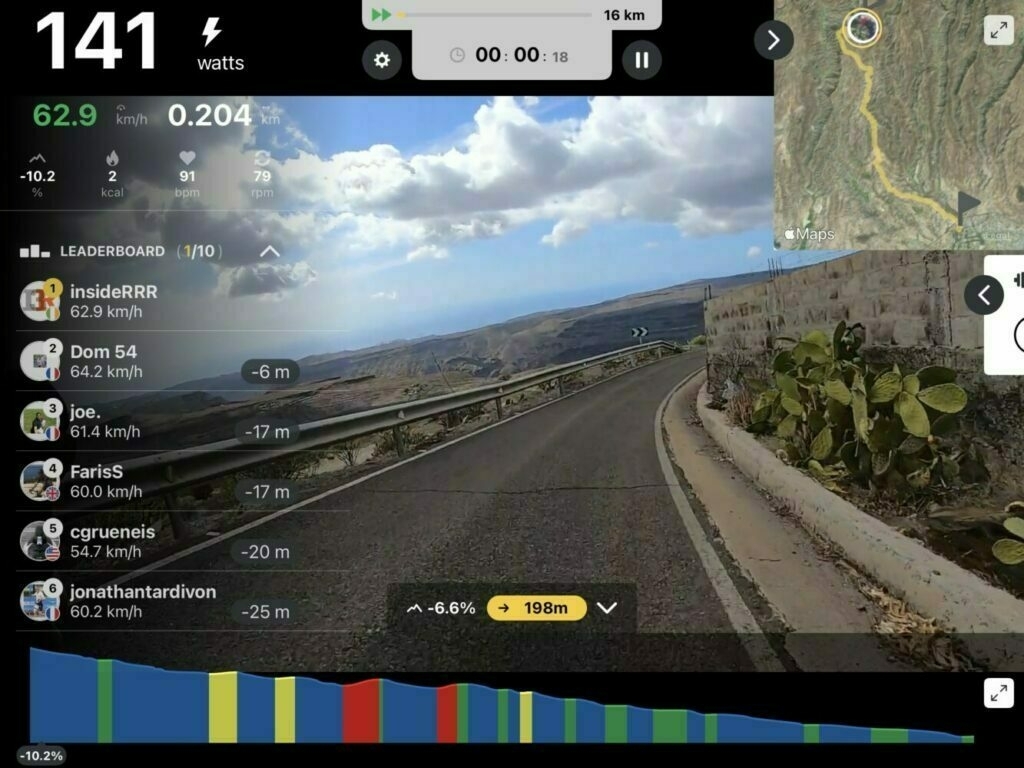 141
watts
16 km
00: 00: 18
62.9 km/h 0.204 km
-10.2 2 91 79
% kcal bpm rpm
LEADERBOARD (1/10)
1 insideRRR
62.9 km/h
2 Dom 54
64.2 km/h -6 m
3 joe.
61.4 km/h -17 m
4 FarisS
60.0 km/h -17 m
5 cgrueneis
54.7 km/h -20 m
6 jonathantardivon
60.2 km/h -25 m
-6.6% → 198m
-10.2%
Maps
Legal